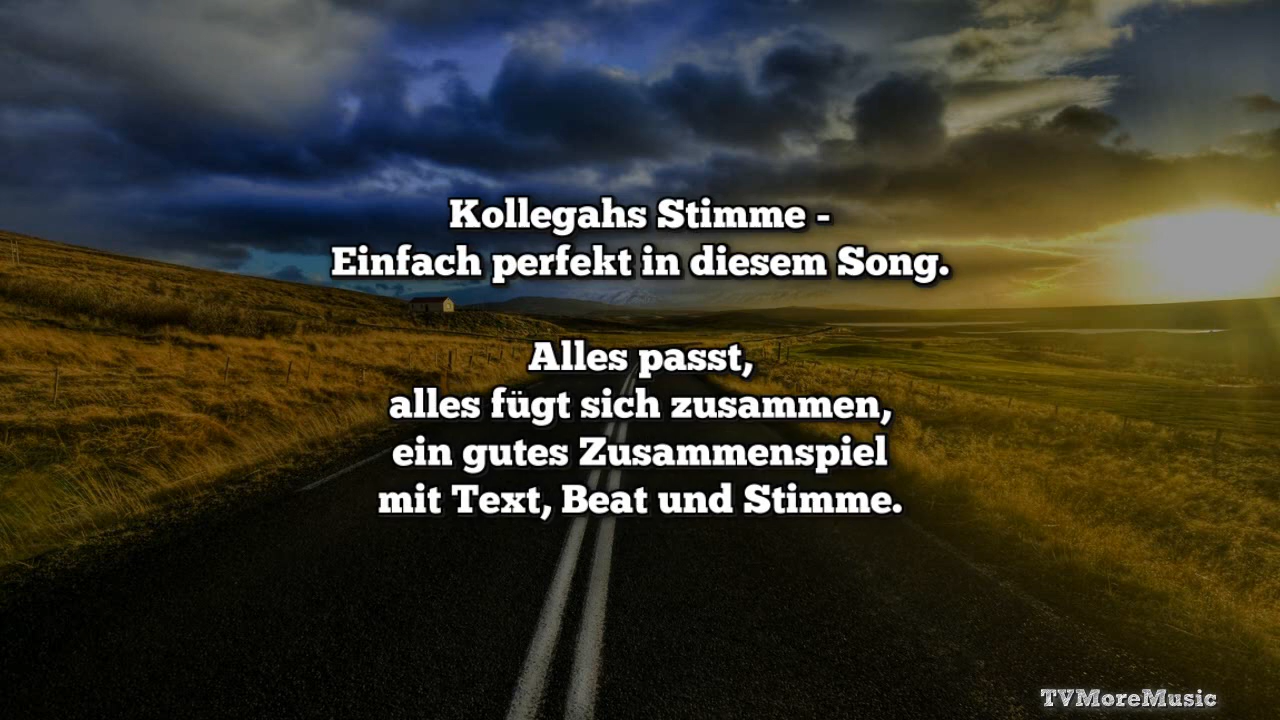 Kollegahs Stimme -
Einfach perfekt in diesem Song.
Alles passt,
alles fügt sich zusammen,
ein gutes Zusammenspiel
mit Text, Beat und Stimme.
TVMoreMusic